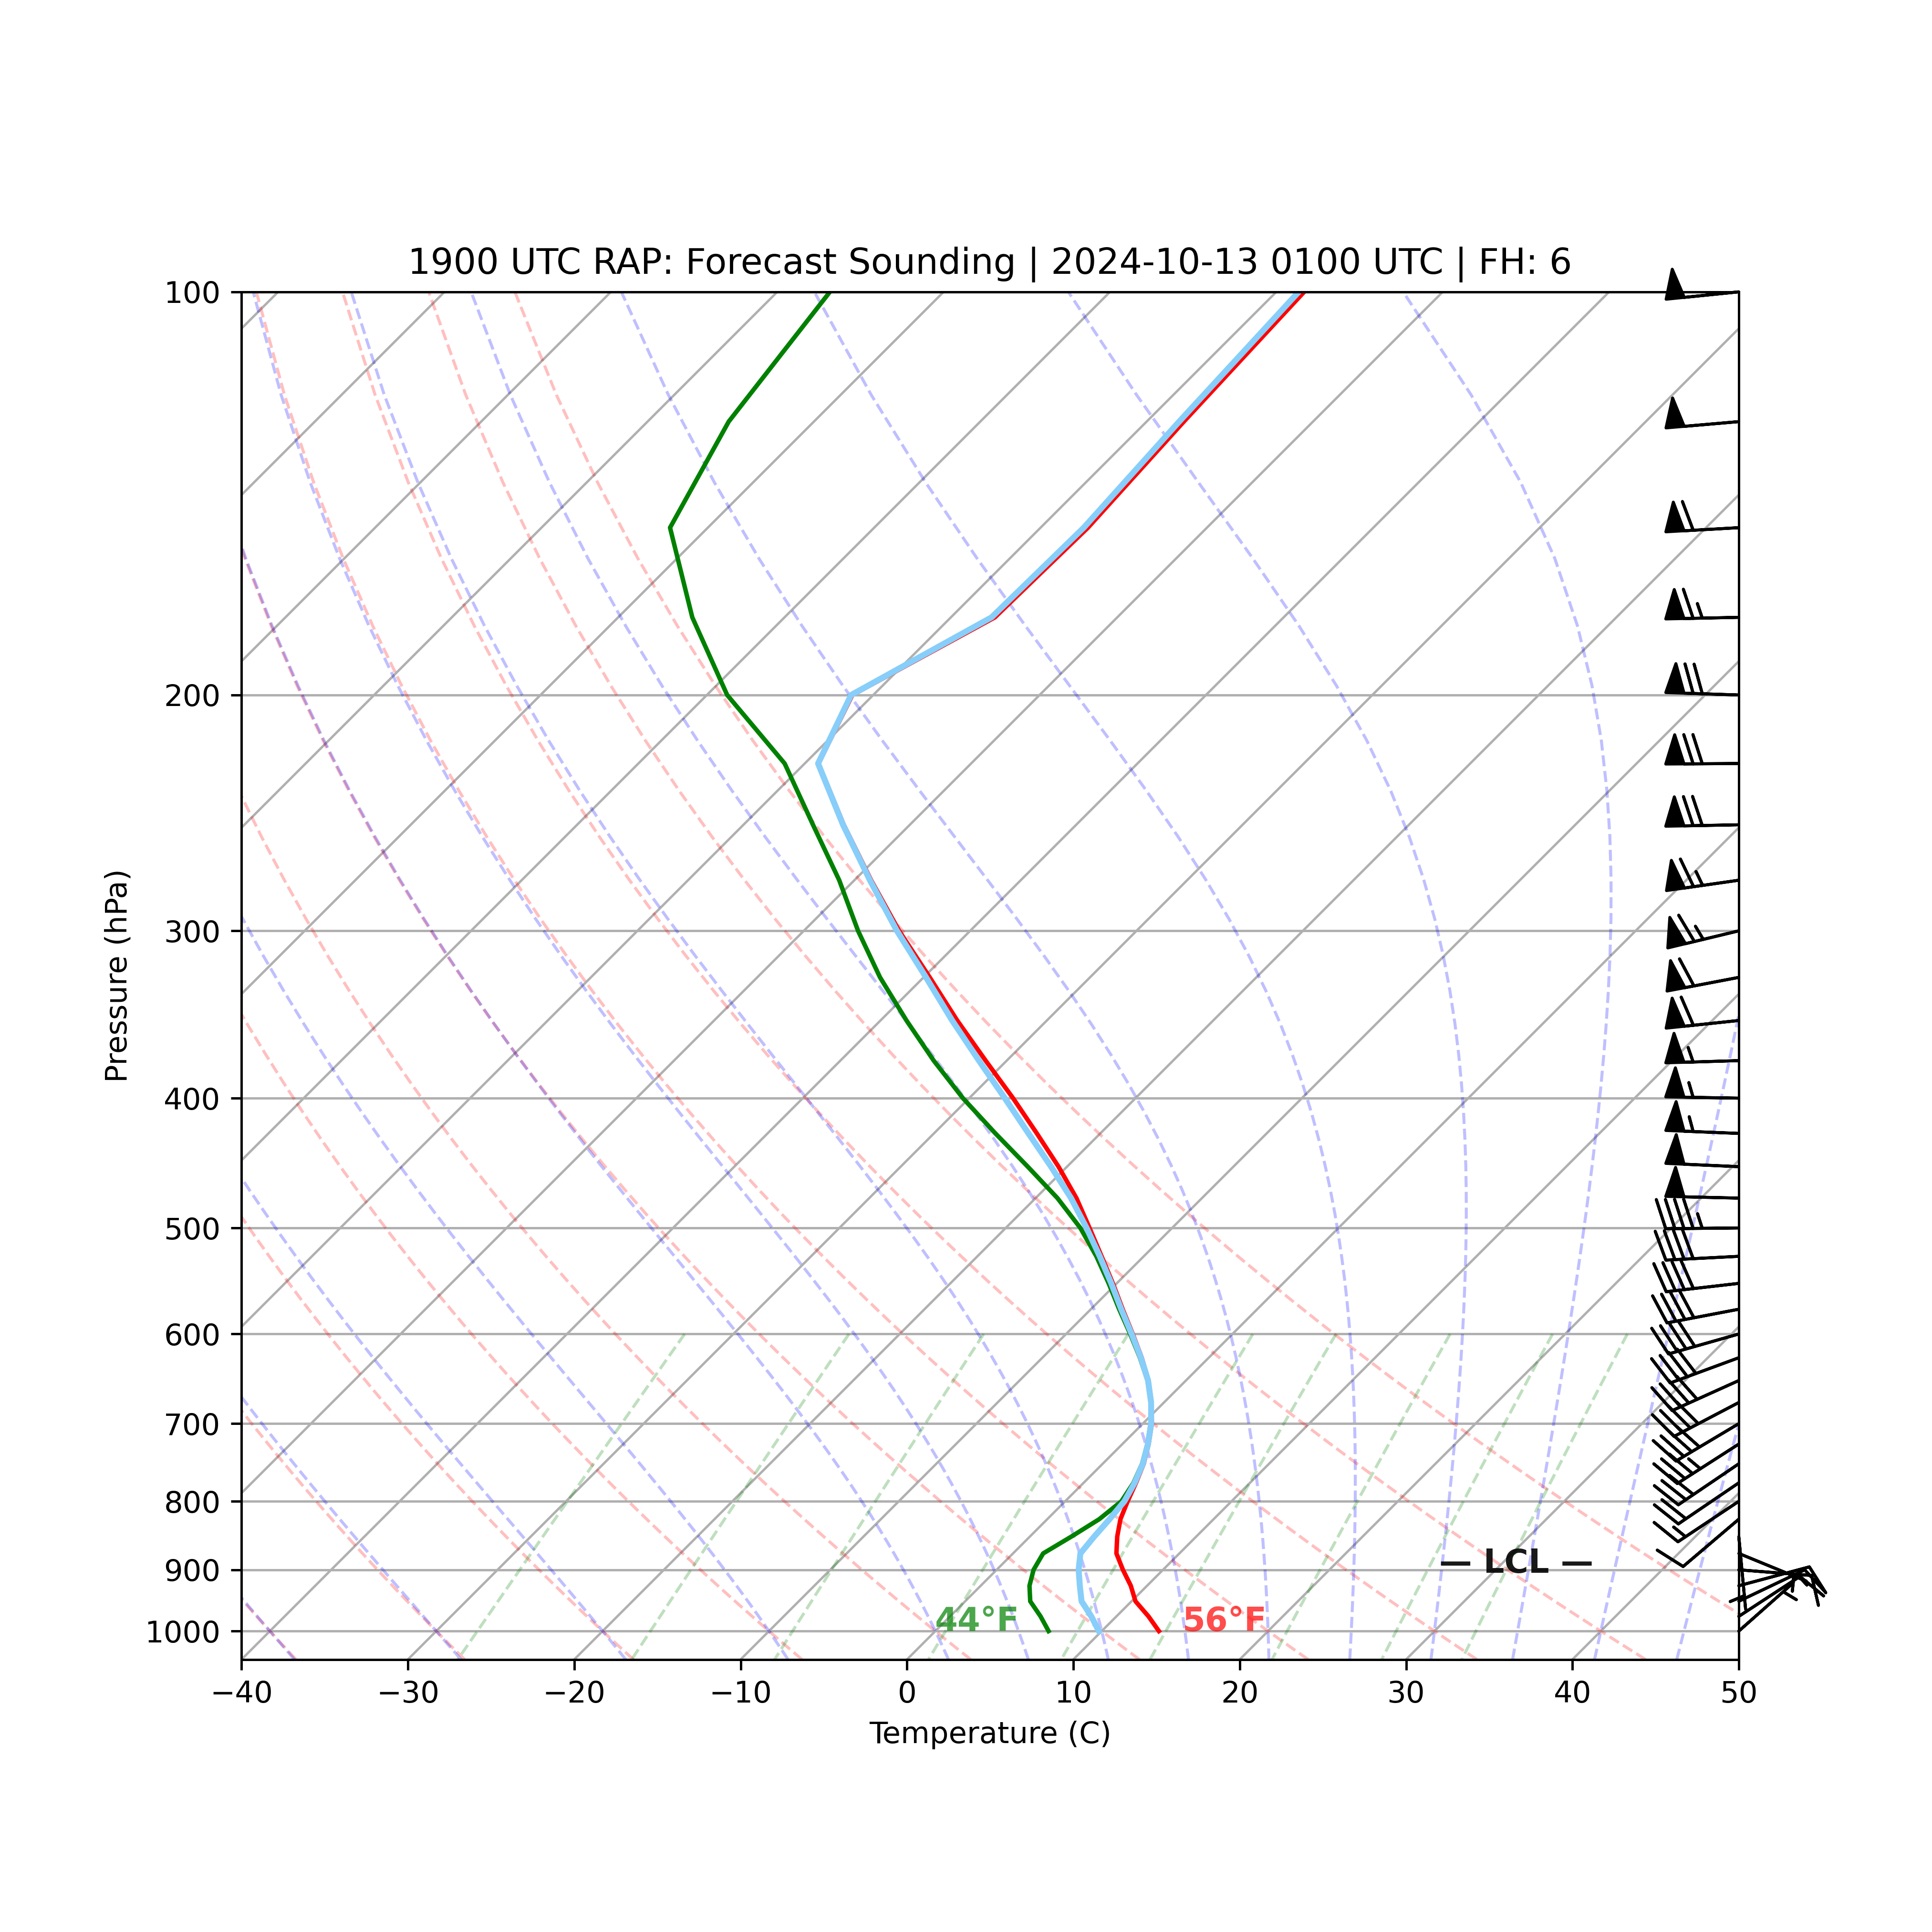 1900 UTC RAP: Forecast Sounding | 2024-10-13 0100 UTC | FH: 6
100
200
300
400
500
600
700
800
900
1000
Pressure (hPa)
— LCL —
44°F
56°F
−40 −30 −20 −10 0 10 20 30 40 50
Temperature (C)